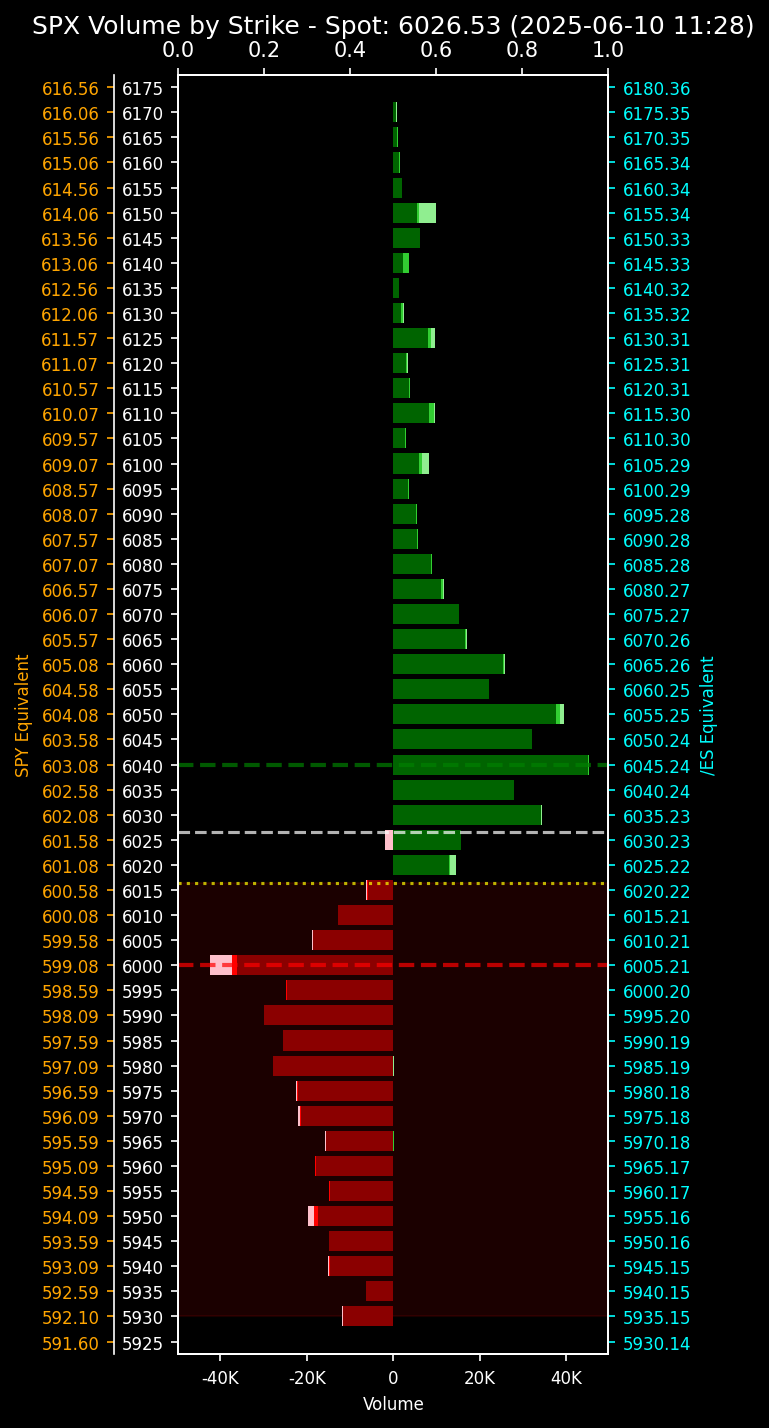 SPX Volume by Strike - Spot: 6026.53 (2025-06-10 11:28)
0.0 0.2 0.4 0.6 0.8 1.0
616.56 6175 6180.36
616.06 6170 6175.35
615.56 6165 6170.35
615.06 6160 6165.34
614.56 6155 6160.34
614.06 6150 6155.34
613.56 6145 6150.33
613.06 6140 6145.33
612.56 6135 6140.32
612.06 6130 6135.32
611.57 6125 6130.31
611.07 6120 6125.31
610.57 6115 6120.31
610.07 6110 6115.30
609.57 6105 6110.30
609.07 6100 6105.29
608.57 6095 6100.29
608.07 6090 6095.28
607.57 6085 6090.28
607.07 6080 6085.28
606.57 6075 6080.27
606.07 6070 6075.27
605.57 6065 6070.26
605.08 6060 6065.26
604.58 6055 6060.25
604.08 6050 6055.25
603.58 6045 6050.24
603.08 6040 6045.24
602.58 6035 6040.24
602.08 6030 6035.23
601.58 6025 6030.23
601.08 6020 6025.22
600.58 6015 6020.22
600.08 6010 6015.21
599.58 6005 6010.21
599.08 6000 6005.21
598.59 5995 6000.20
598.09 5990 5995.20
597.59 5985 5990.19
597.09 5980 5985.19
596.59 5975 5980.18
596.09 5970 5975.18
595.59 5965 5970.18
595.09 5960 5965.17
594.59 5955 5960.17
594.09 5950 5955.16
593.59 5945 5950.16
593.09 5940 5945.15
592.59 5935 5940.15
592.10 5930 5935.15
591.60 5925 5930.14
SPY Equivalent
/ES Equivalent
-40K -20K 0 20K 40K
Volume